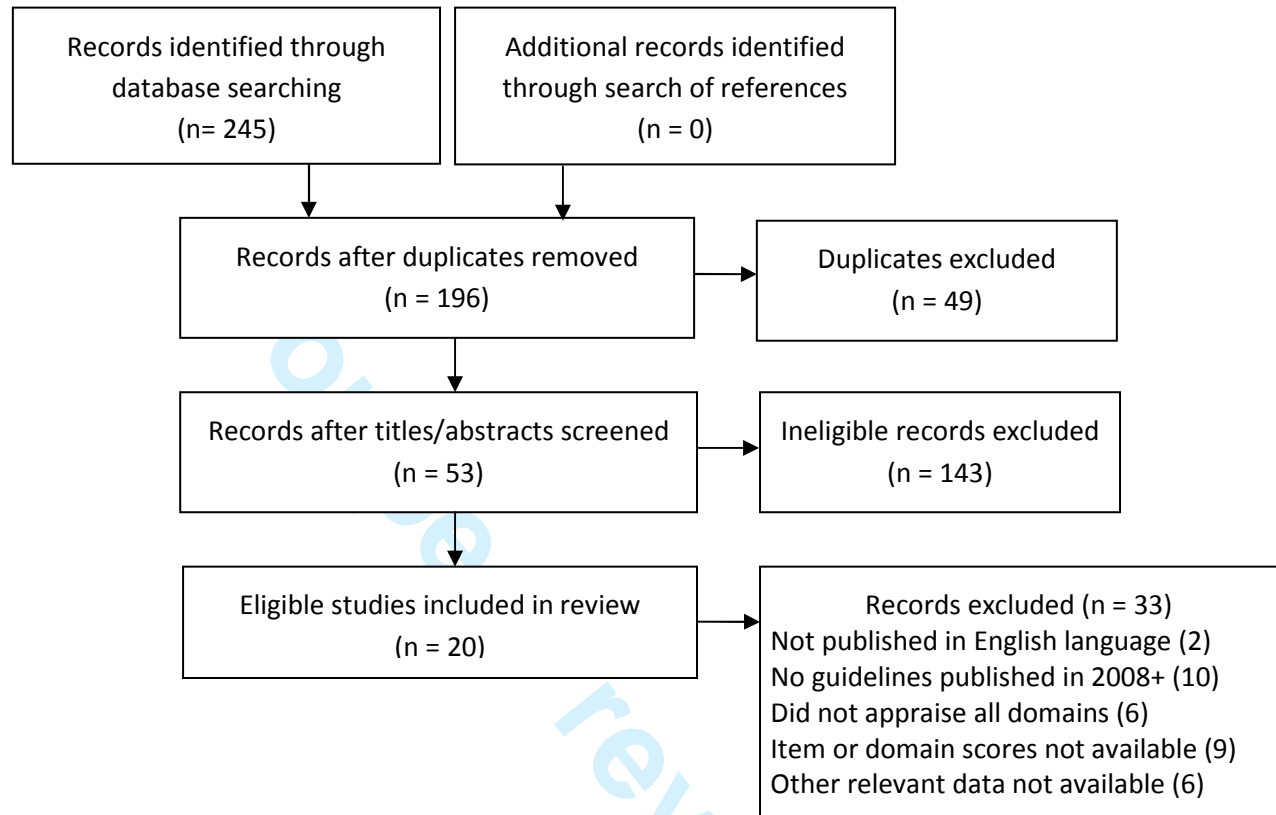 Records identified through
database searching
(n= 245)
Additional records identified
through search of references
(n = 0)
Records after duplicates removed
(n = 196)
Duplicates excluded
(n = 49)
Records after titles/abstracts screened
(n = 53)
Ineligible records excluded
(n = 143)
Eligible studies included in review
(n = 20)
Records excluded (n = 33)
Not published in English language (2)
No guidelines published in 2008+ (10)
Did not appraise all domains (6)
Item or domain scores not available (9)
Other relevant data not available (6)